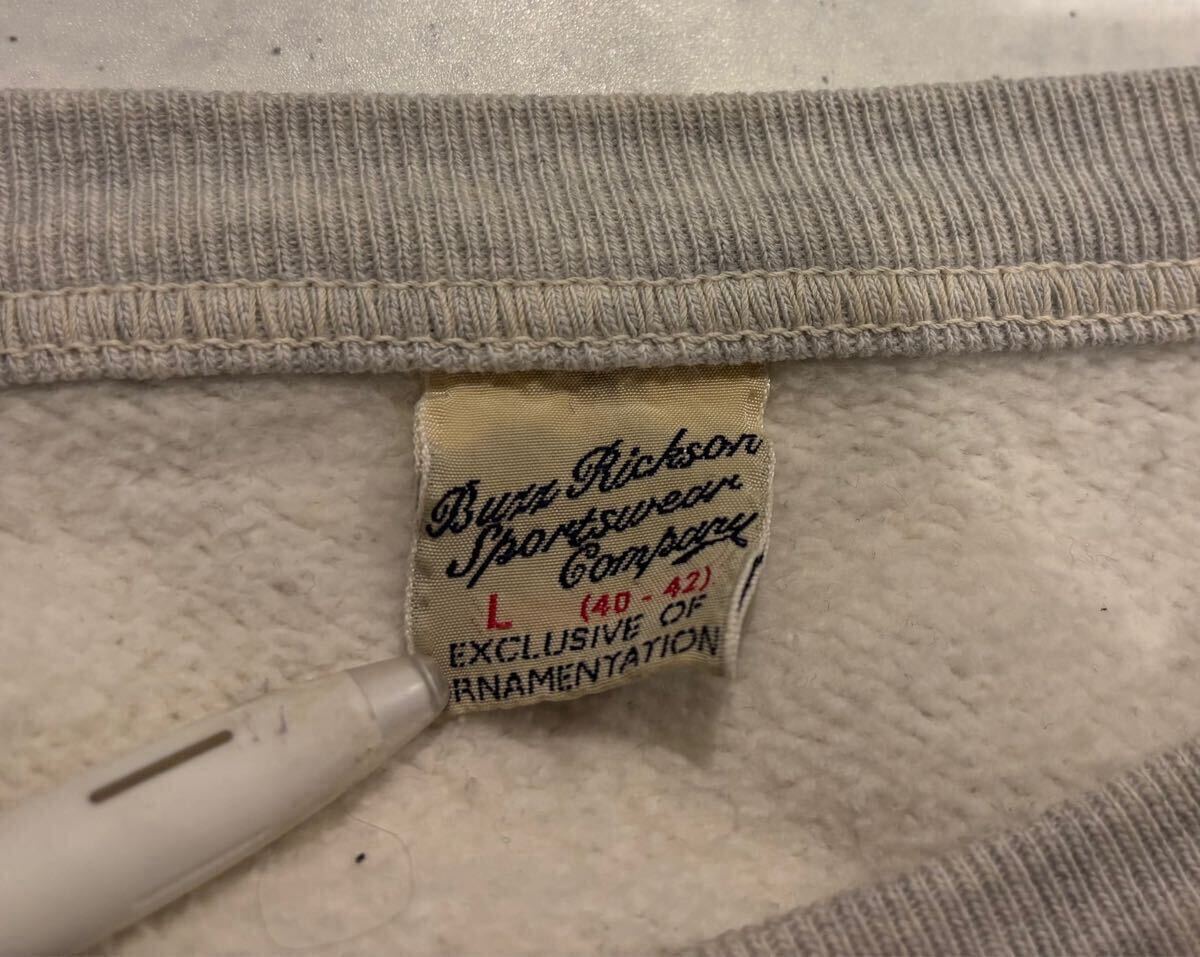 Buzz Rickson
Sportswear
Company
L (40 - 42)
EXCLUSIVE OF
RNAMENTATION